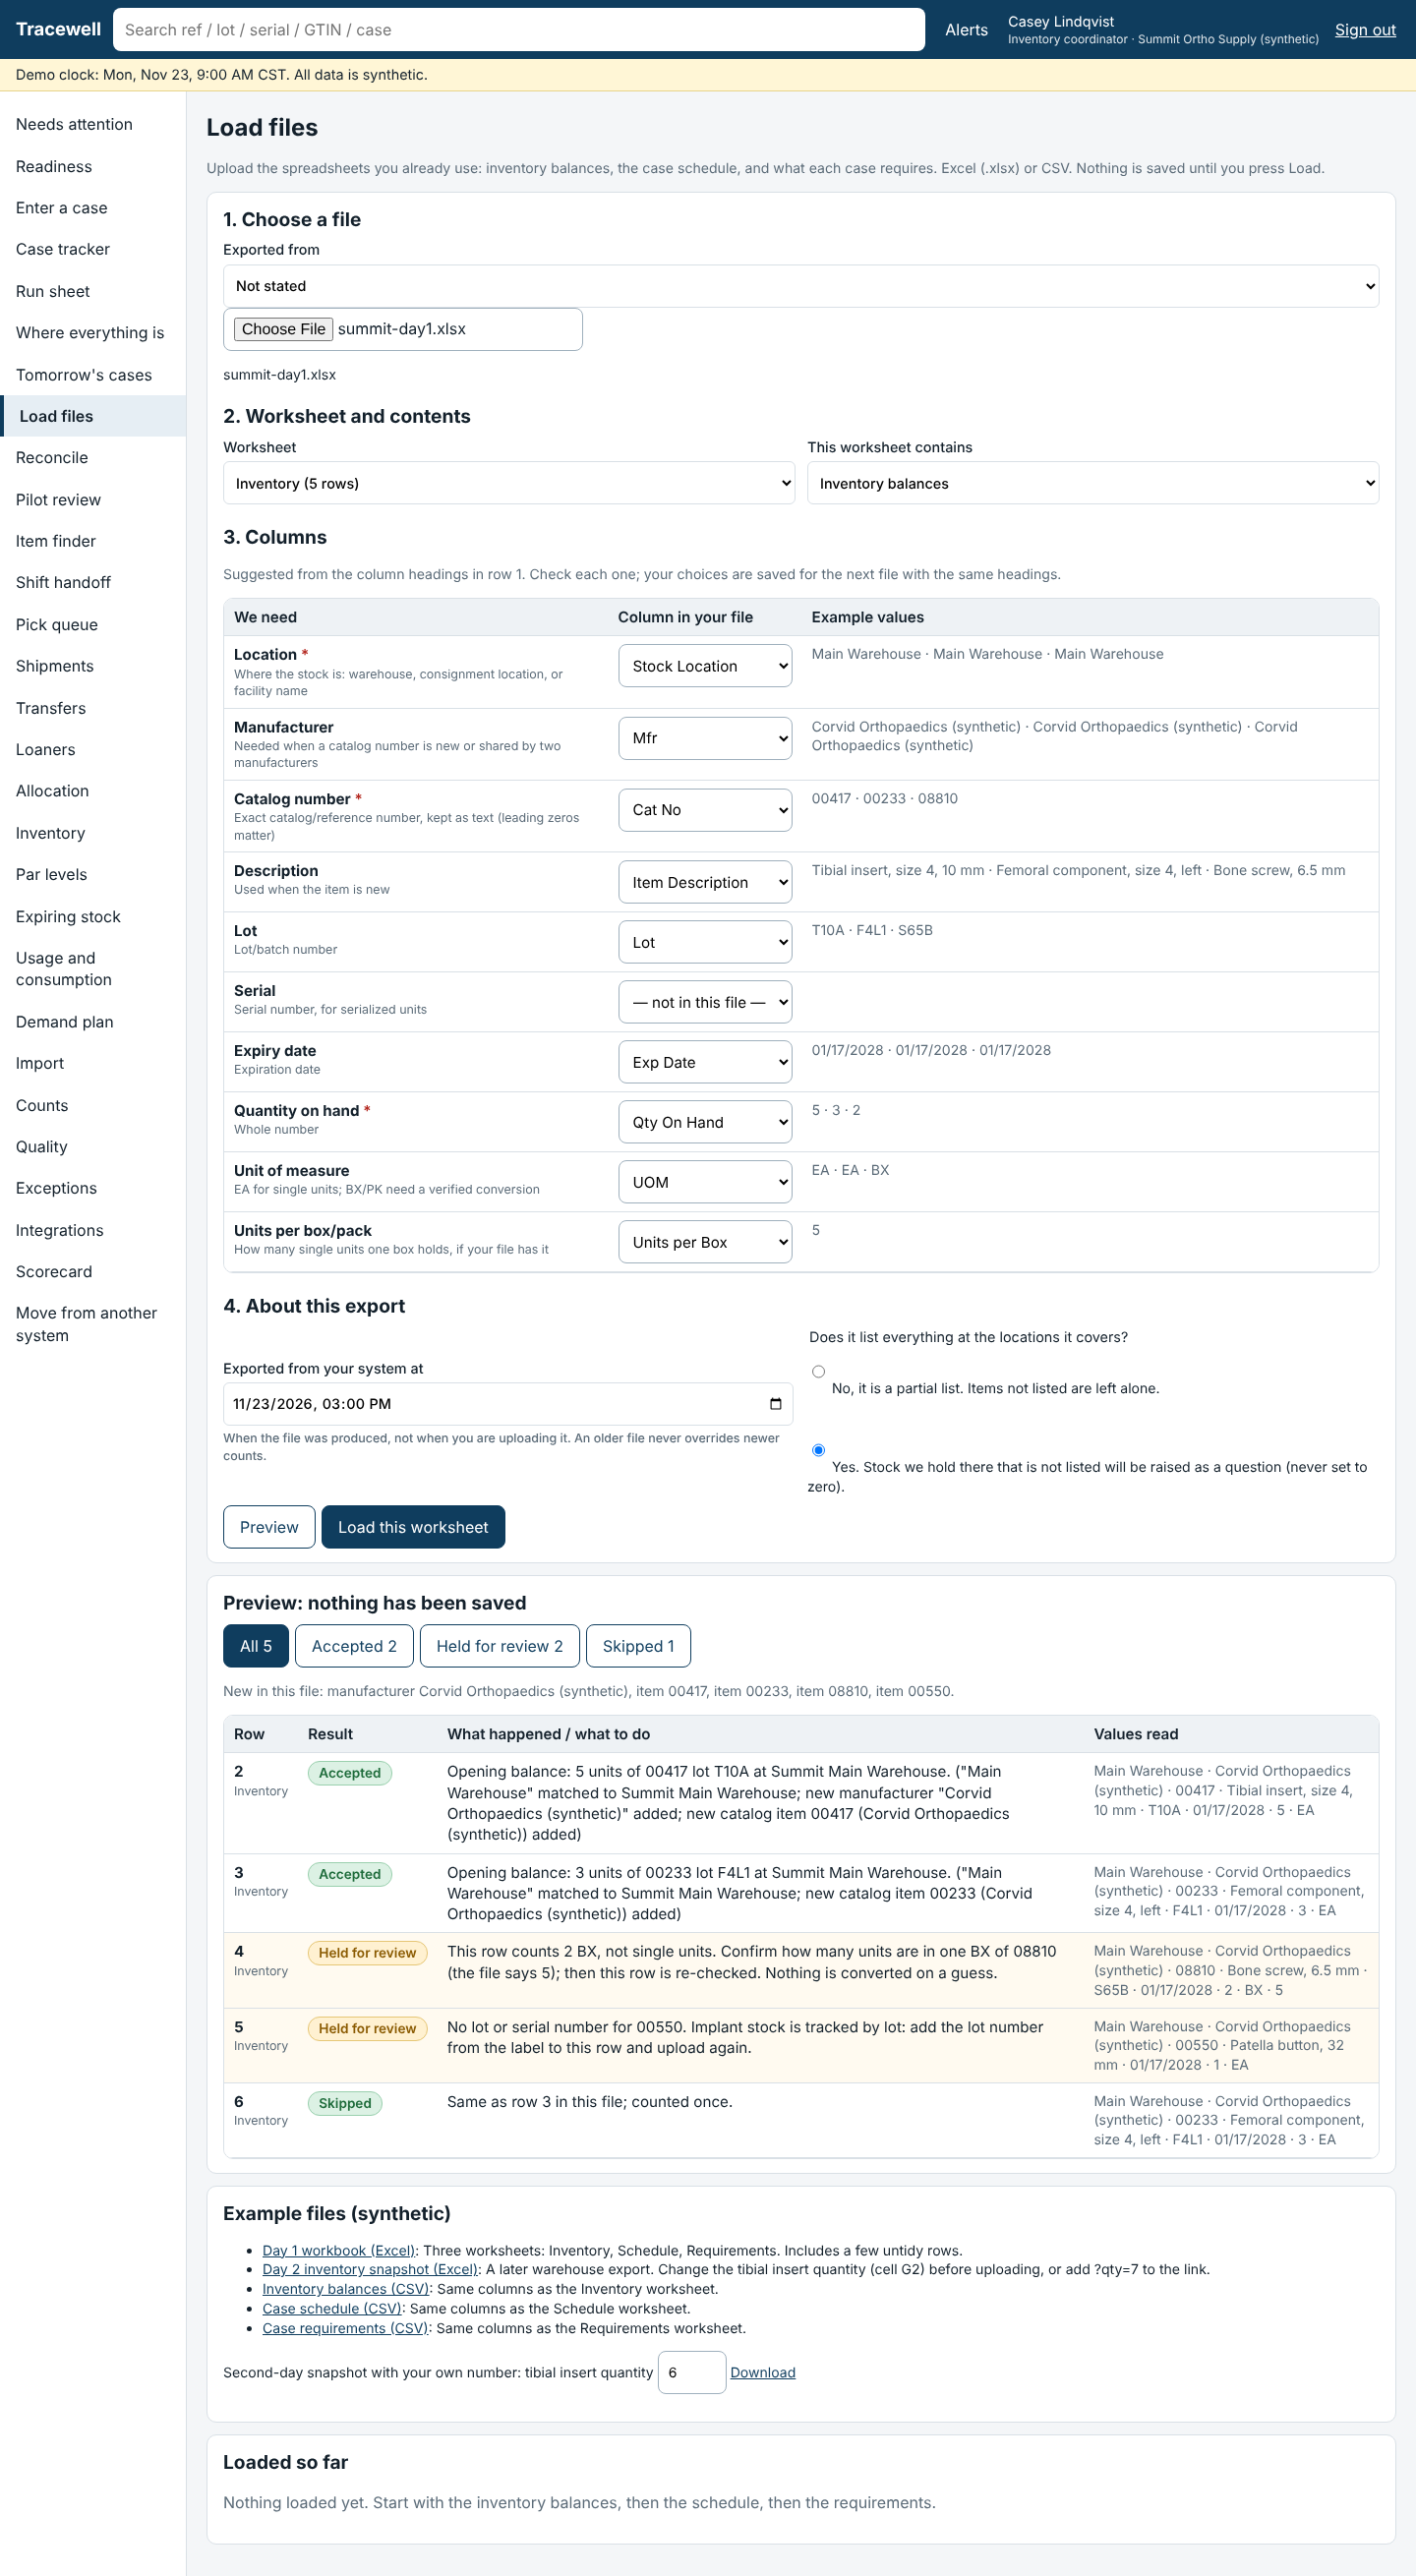 Tracewell
Search ref / lot / serial / GTIN / case
Alerts
Casey Lindqvist
Inventory coordinator · Summit Ortho Supply (synthetic)
Sign out
Demo clock: Mon, Nov 23, 9:00 AM CST. All data is synthetic.
Needs attention
Readiness
Enter a case
Case tracker
Run sheet
Where everything is
Tomorrow's cases
Load files
Reconcile
Pilot review
Item finder
Shift handoff
Pick queue
Shipments
Transfers
Loaners
Allocation
Inventory
Par levels
Expiring stock
Usage and
consumption
Demand plan
Import
Counts
Quality
Exceptions
Integrations
Scorecard
Move from another
system
Load files
Upload the spreadsheets you already use: inventory balances, the case schedule, and what each case requires. Excel (.xlsx) or CSV. Nothing is saved until you press Load.
1. Choose a file
Exported from
Not stated
Choose File summit-day1.xlsx
summit-day1.xlsx
2. Worksheet and contents
Worksheet
Inventory (5 rows)
This worksheet contains
Inventory balances
3. Columns
Suggested from the column headings in row 1. Check each one; your choices are saved for the next file with the same headings.
We need
Column in your file
Example values
Location *
Where the stock is: warehouse, consignment location, or
facility name
Stock Location
Main Warehouse · Main Warehouse · Main Warehouse
Manufacturer
Needed when a catalog number is new or shared by two
manufacturers
Mfr
Corvid Orthopaedics (synthetic) · Corvid Orthopaedics (synthetic) · Corvid
Orthopaedics (synthetic)
Catalog number *
Exact catalog/reference number, kept as text (leading zeros
matter)
Cat No
00417 · 00233 · 08810
Description
Used when the item is new
Item Description
Tibial insert, size 4, 10 mm · Femoral component, size 4, left · Bone screw, 6.5 mm
Lot
Lot/batch number
Lot
T10A · F4L1 · S65B
Serial
Serial number, for serialized units
— not in this file —
Expiry date
Expiration date
Exp Date
01/17/2028 · 01/17/2028 · 01/17/2028
Quantity on hand *
Whole number
Qty On Hand
5 · 3 · 2
Unit of measure
EA for single units; BX/PK need a verified conversion
UOM
EA · EA · BX
Units per box/pack
How many single units one box holds, if your file has it
Units per Box
5
4. About this export
Exported from your system at
11/23/2026, 03:00 PM
When the file was produced, not when you are uploading it. An older file never overrides newer
counts.
Does it list everything at the locations it covers?
No, it is a partial list. Items not listed are left alone.
Yes. Stock we hold there that is not listed will be raised as a question (never set to
zero).
Preview
Load this worksheet
Preview: nothing has been saved
All 5
Accepted 2
Held for review 2
Skipped 1
New in this file: manufacturer Corvid Orthopaedics (synthetic), item 00417, item 00233, item 08810, item 00550.
Row
Result
What happened / what to do
Values read
2
Inventory
Accepted
Opening balance: 5 units of 00417 lot T10A at Summit Main Warehouse. ("Main
Warehouse" matched to Summit Main Warehouse; new manufacturer "Corvid
Orthopaedics (synthetic)" added; new catalog item 00417 (Corvid Orthopaedics
(synthetic)) added)
Main Warehouse · Corvid Orthopaedics
(synthetic) · 00417 · Tibial insert, size 4,
10 mm · T10A · 01/17/2028 · 5 · EA
3
Inventory
Accepted
Opening balance: 3 units of 00233 lot F4L1 at Summit Main Warehouse. ("Main
Warehouse" matched to Summit Main Warehouse; new catalog item 00233 (Corvid
Orthopaedics (synthetic)) added)
Main Warehouse · Corvid Orthopaedics
(synthetic) · 00233 · Femoral component,
size 4, left · F4L1 · 01/17/2028 · 3 · EA
4
Inventory
Held for review
This row counts 2 BX, not single units. Confirm how many units are in one BX of 08810
(the file says 5); then this row is re-checked. Nothing is converted on a guess.
Main Warehouse · Corvid Orthopaedics
(synthetic) · 08810 · Bone screw, 6.5 mm ·
S65B · 01/17/2028 · 2 · BX · 5
5
Inventory
Held for review
No lot or serial number for 00550. Implant stock is tracked by lot: add the lot number
from the label to this row and upload again.
Main Warehouse · Corvid Orthopaedics
(synthetic) · 00550 · Patella button, 32
mm · 01/17/2028 · 1 · EA
6
Inventory
Skipped
Same as row 3 in this file; counted once.
Main Warehouse · Corvid Orthopaedics
(synthetic) · 00233 · Femoral component,
size 4, left · F4L1 · 01/17/2028 · 3 · EA
Example files (synthetic)
Day 1 workbook (Excel): Three worksheets: Inventory, Schedule, Requirements. Includes a few untidy rows.
Day 2 inventory snapshot (Excel): A later warehouse export. Change the tibial insert quantity (cell G2) before uploading, or add ?qty=7 to the link.
Inventory balances (CSV): Same columns as the Inventory worksheet.
Case schedule (CSV): Same columns as the Schedule worksheet.
Case requirements (CSV): Same columns as the Requirements worksheet.
Second-day snapshot with your own number: tibial insert quantity 6 Download
Loaded so far
Nothing loaded yet. Start with the inventory balances, then the schedule, then the requirements.